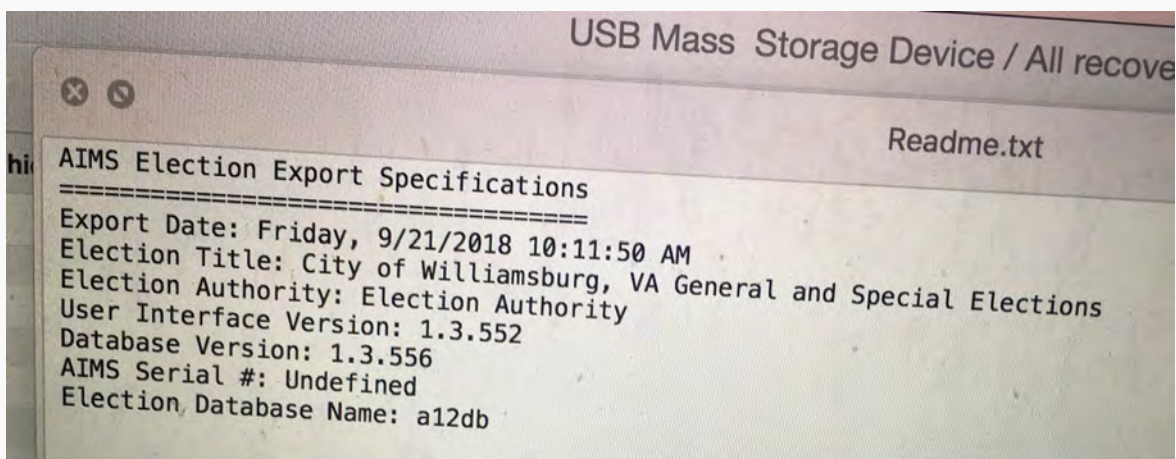 USB Mass Storage Device / All recove
Readme.txt
hi
AIMS Election Export Specifications
==================================
Export Date: Friday, 9/21/2018 10:11:50 AM
Election Title: City of Williamsburg, VA General and Special Elections
Election Authority: Election Authority
User Interface Version: 1.3.552
Database Version: 1.3.556
AIMS Serial #: Undefined
Election Database Name: a12db